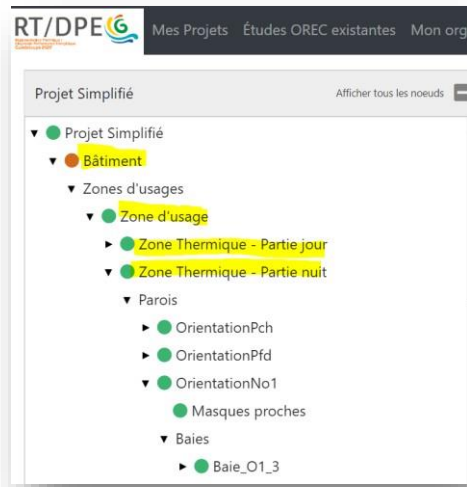 RT/DPEG
Mes Projets Études OREC existantes Mon org
Projet Simplifié Afficher tous les noeuds
Projet Simplifié
Bâtiment
Zones d'usages
Zone d'usage
Zone Thermique - Partie jour
Zone Thermique - Partie nuit
Parois
OrientationPch
OrientationPfd
OrientationNo1
Masques proches
Baies
Baie_O1_3